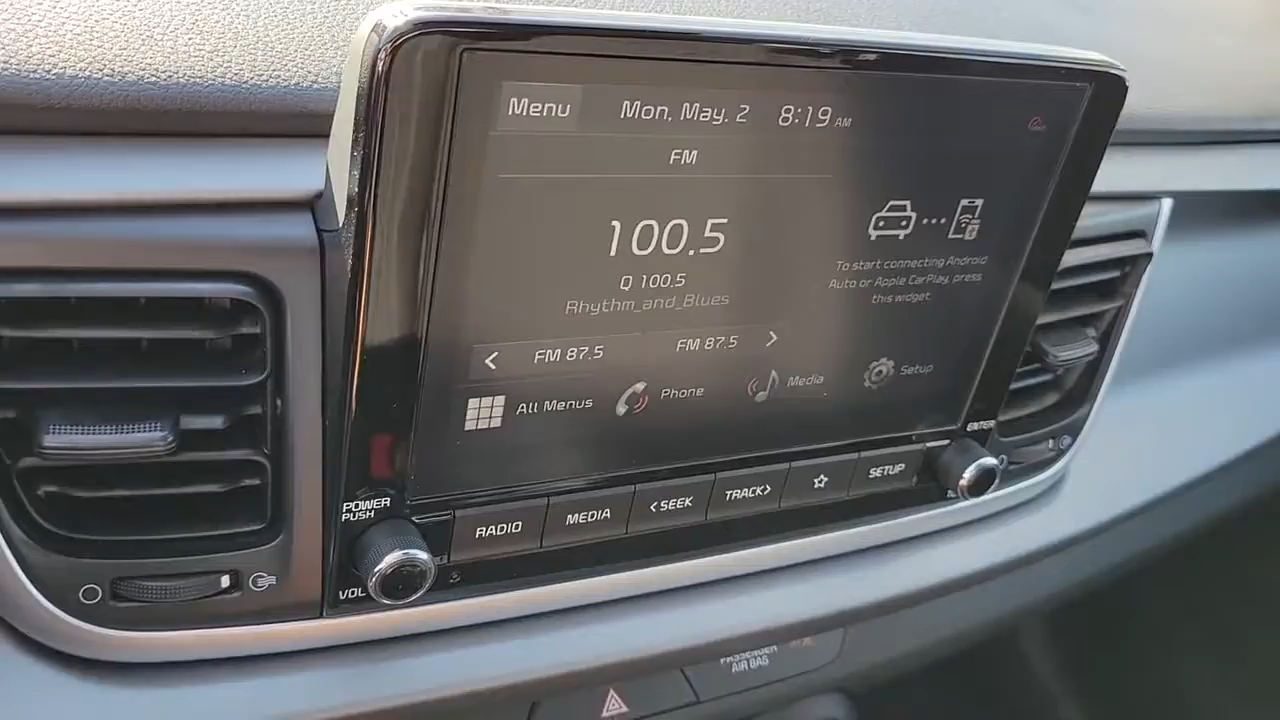 Menu Mon, May. 2 8:19 AM
FM
100.5
Q 100.5
Rhythm_and_Blues
< FM 87.5 FM 87.5 >
To start connecting Android
Auto or Apple CarPlay, press
this widget.
All Menus Phone Media Setup
POWER
PUSH
VOL
RADIO MEDIA < SEEK TRACK > SETUP
ENTER
PASSENGER
AIR BAG